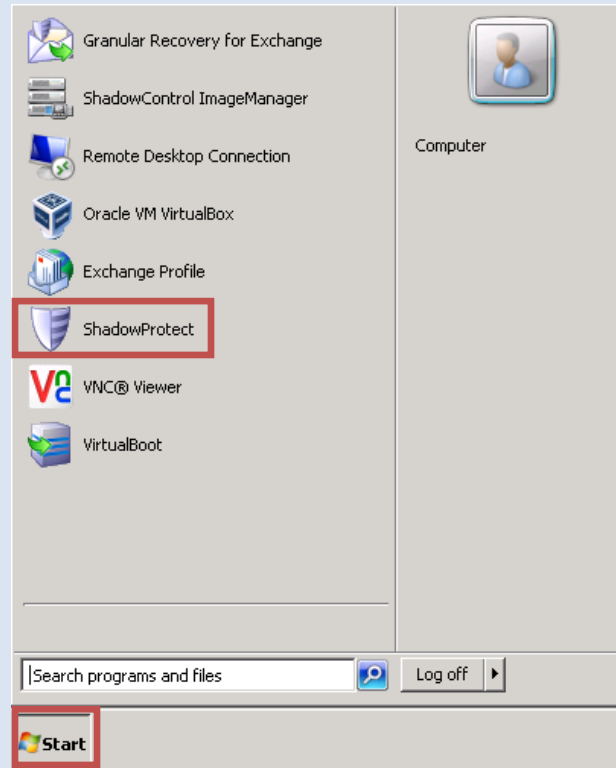 Granular Recovery for Exchange
ShadowControl ImageManager
Remote Desktop Connection
Oracle VM VirtualBox
Exchange Profile
ShadowProtect
VNC® Viewer
VirtualBoot
Computer
Search programs and files
Log off
Start